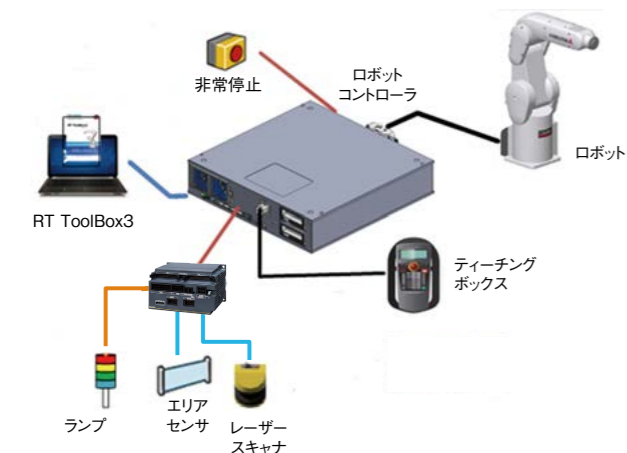 非常停止
ロボット
コントローラ
ロボット
RT ToolBox3
ティーチング
ボックス
ランプ
エリア
センサ
レーザー
スキャナ